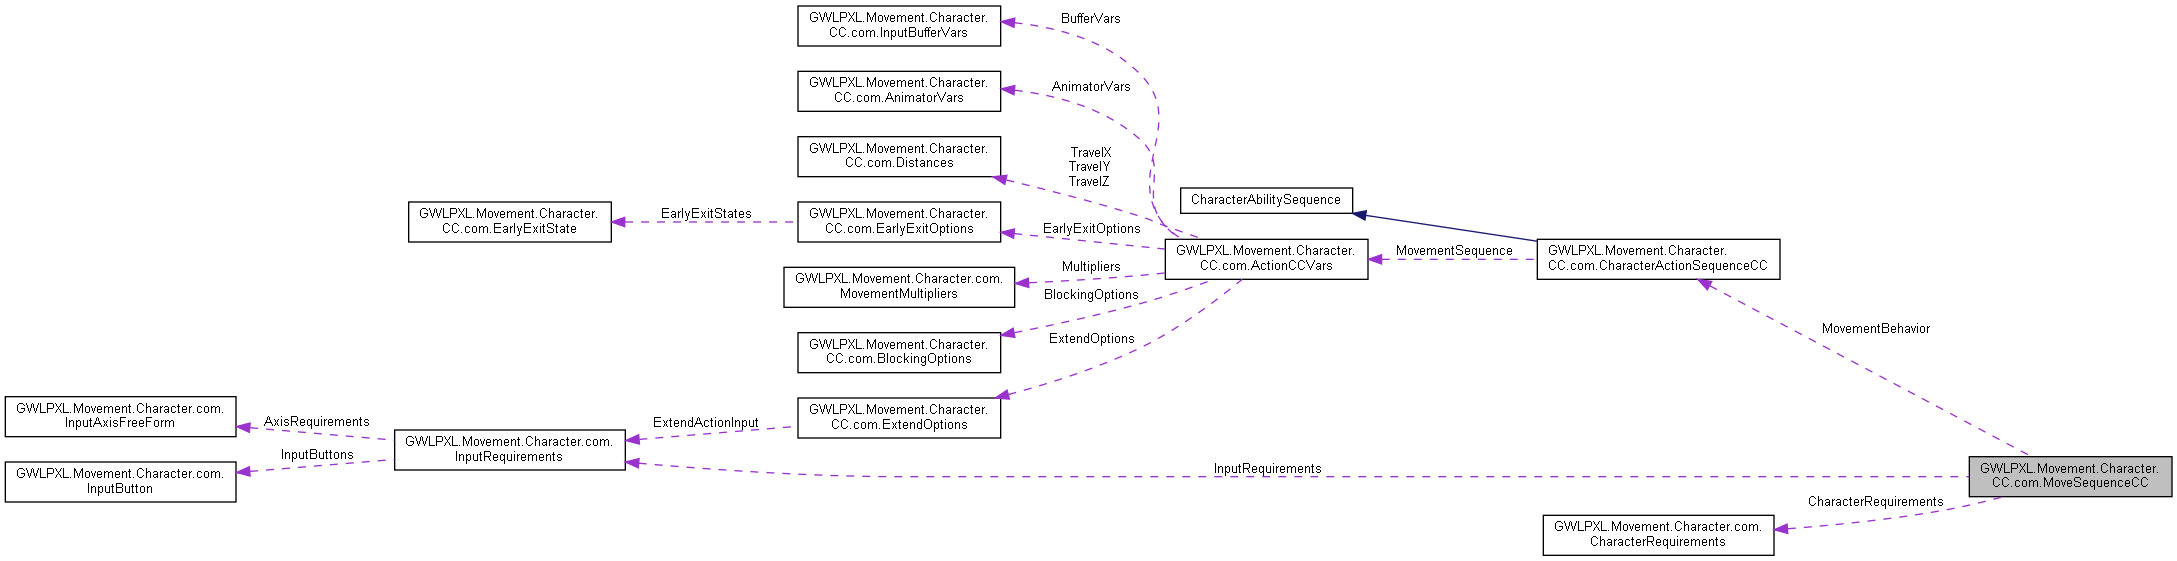 GWLPXL.Movement.Character.
CC.com.InputBufferVars
BufferVars
GWLPXL.Movement.Character.
CC.com.AnimatorVars
AnimatorVars
GWLPXL.Movement.Character.
CC.com.Distances
TravelX
TravelY
TravelZ
GWLPXL.Movement.Character.
CC.com.EarlyExitState
EarlyExitStates
GWLPXL.Movement.Character.
CC.com.EarlyExitOptions
EarlyExitOptions
CharacterAbilitySequence
GWLPXL.Movement.Character.com.
MovementMultipliers
Multipliers
GWLPXL.Movement.Character.
CC.com.ActionCCVars
MovementSequence
GWLPXL.Movement.Character.
CC.com.CharacterActionSequenceCC
GWLPXL.Movement.Character.
CC.com.BlockingOptions
BlockingOptions
ExtendOptions
MovementBehavior
GWLPXL.Movement.Character.com.
InputAxisFreeForm
AxisRequirements
GWLPXL.Movement.Character.com.
InputButton
InputButtons
GWLPXL.Movement.Character.com.
InputRequirements
ExtendActionInput
GWLPXL.Movement.Character.
CC.com.ExtendOptions
InputRequirements
GWLPXL.Movement.Character.
CC.com.MoveSequenceCC
CharacterRequirements
GWLPXL.Movement.Character.com.
CharacterRequirements